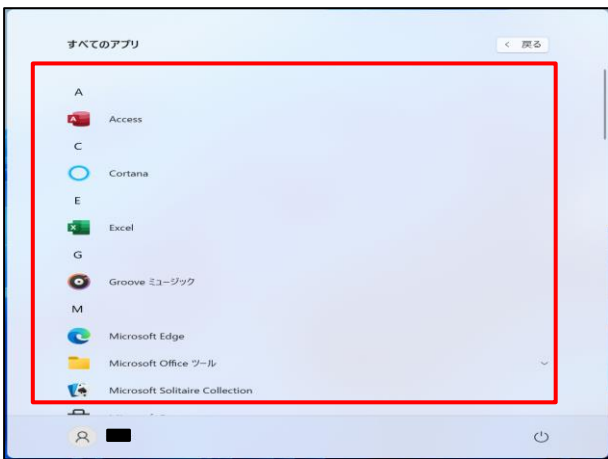 すべてのアプリ
< 戻る
A
Access
C
Cortana
E
Excel
G
Groove ミュージック
M
Microsoft Edge
Microsoft Office ツール
Microsoft Solitaire Collection